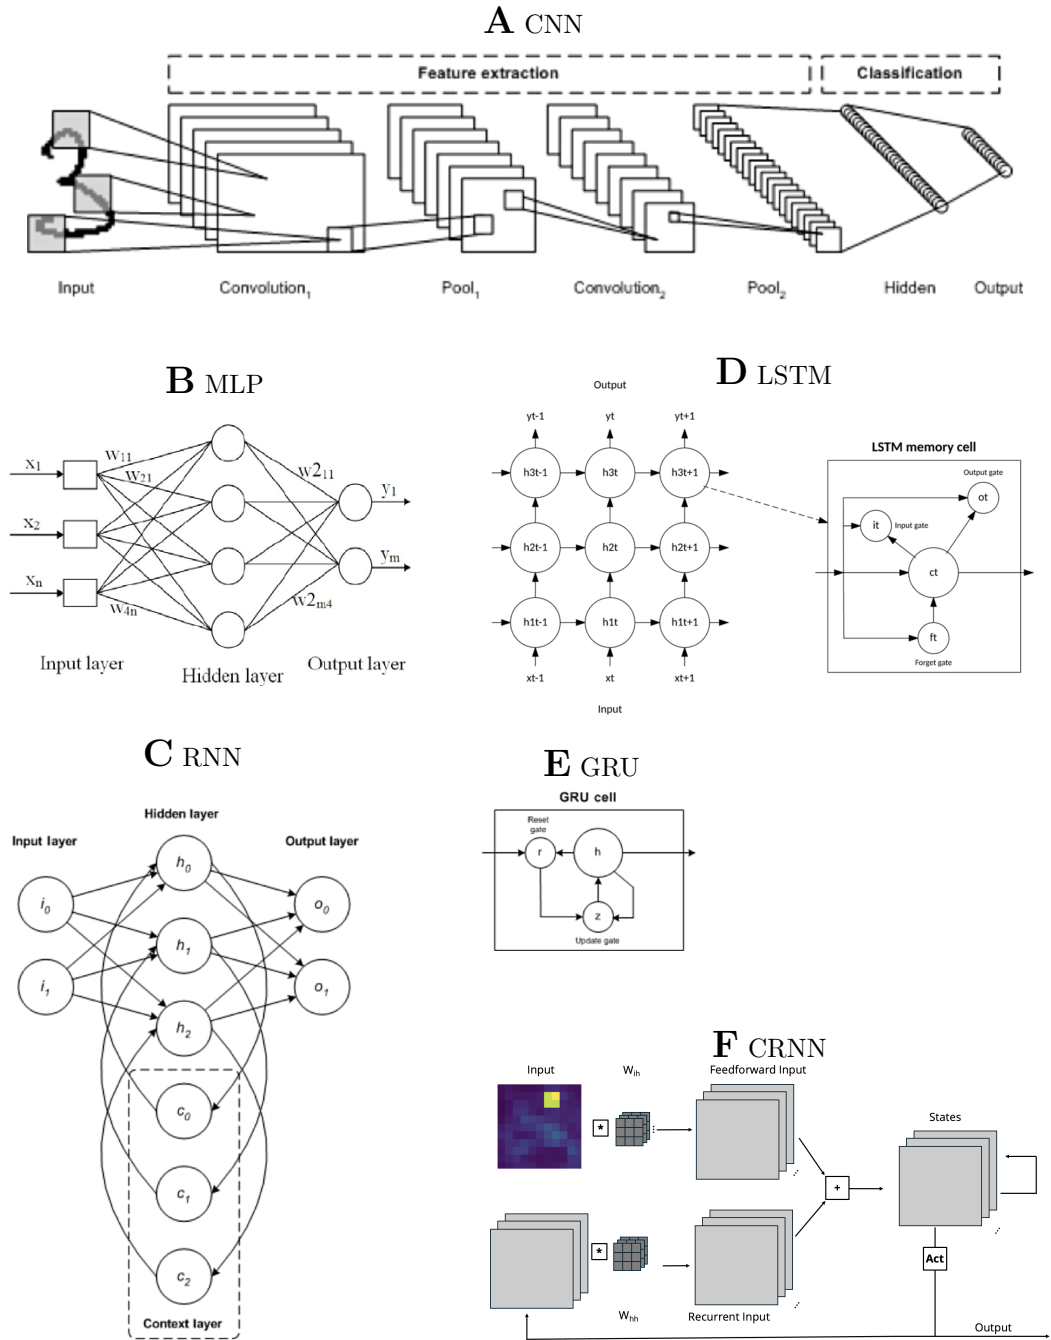 A CNN
Feature extraction
Classification
Input
Convolution1
Pool1
Convolution2
Pool2
Hidden
Output
B MLP
x1
x2
xn
w11
w21
w4n
w211
w2m4
y1
ym
Input layer
Hidden layer
Output layer
D LSTM
Output
yt-1
yt
yt+1
h3t-1
h3t
h3t+1
h2t-1
h2t
h2t+1
h1t-1
h1t
h1t+1
xt-1
xt
xt+1
Input
LSTM memory cell
Output gate
ot
it
Input gate
ct
ft
Forget gate
C RNN
Hidden layer
Input layer
Output layer
h0
i0
o0
h1
i1
o1
h2
c0
c1
c2
Context layer
E GRU
GRU cell
Reset
gate
r
h
z
Update gate
F CRNN
Input
Wih
Feedforward Input
*
...
...
States
+
...
*
Act
...
Whh
Recurrent Input
Output